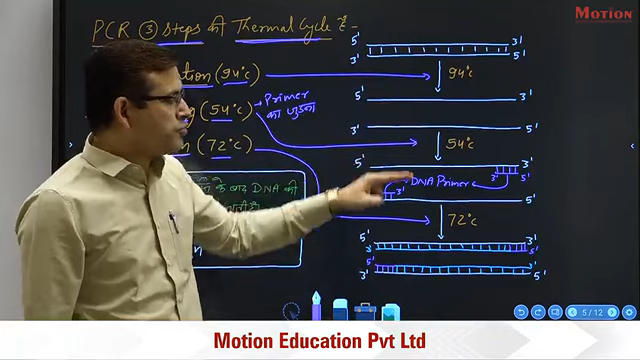 PCR ③ Steps की Thermal Cycle है -
MOTION
(94°c)
(54°c) → Primer
का जुड़ना
(72°c)
के बाद DNA की
5' 3'
3' 5'
94°c
5'
3'
54°c
5' 3'
DNA Primer 3' 5'
3'
3' 5'
72°c
5' 3'
3' 5'
5' 3'
3' 5'
5 / 12
Motion Education Pvt Ltd